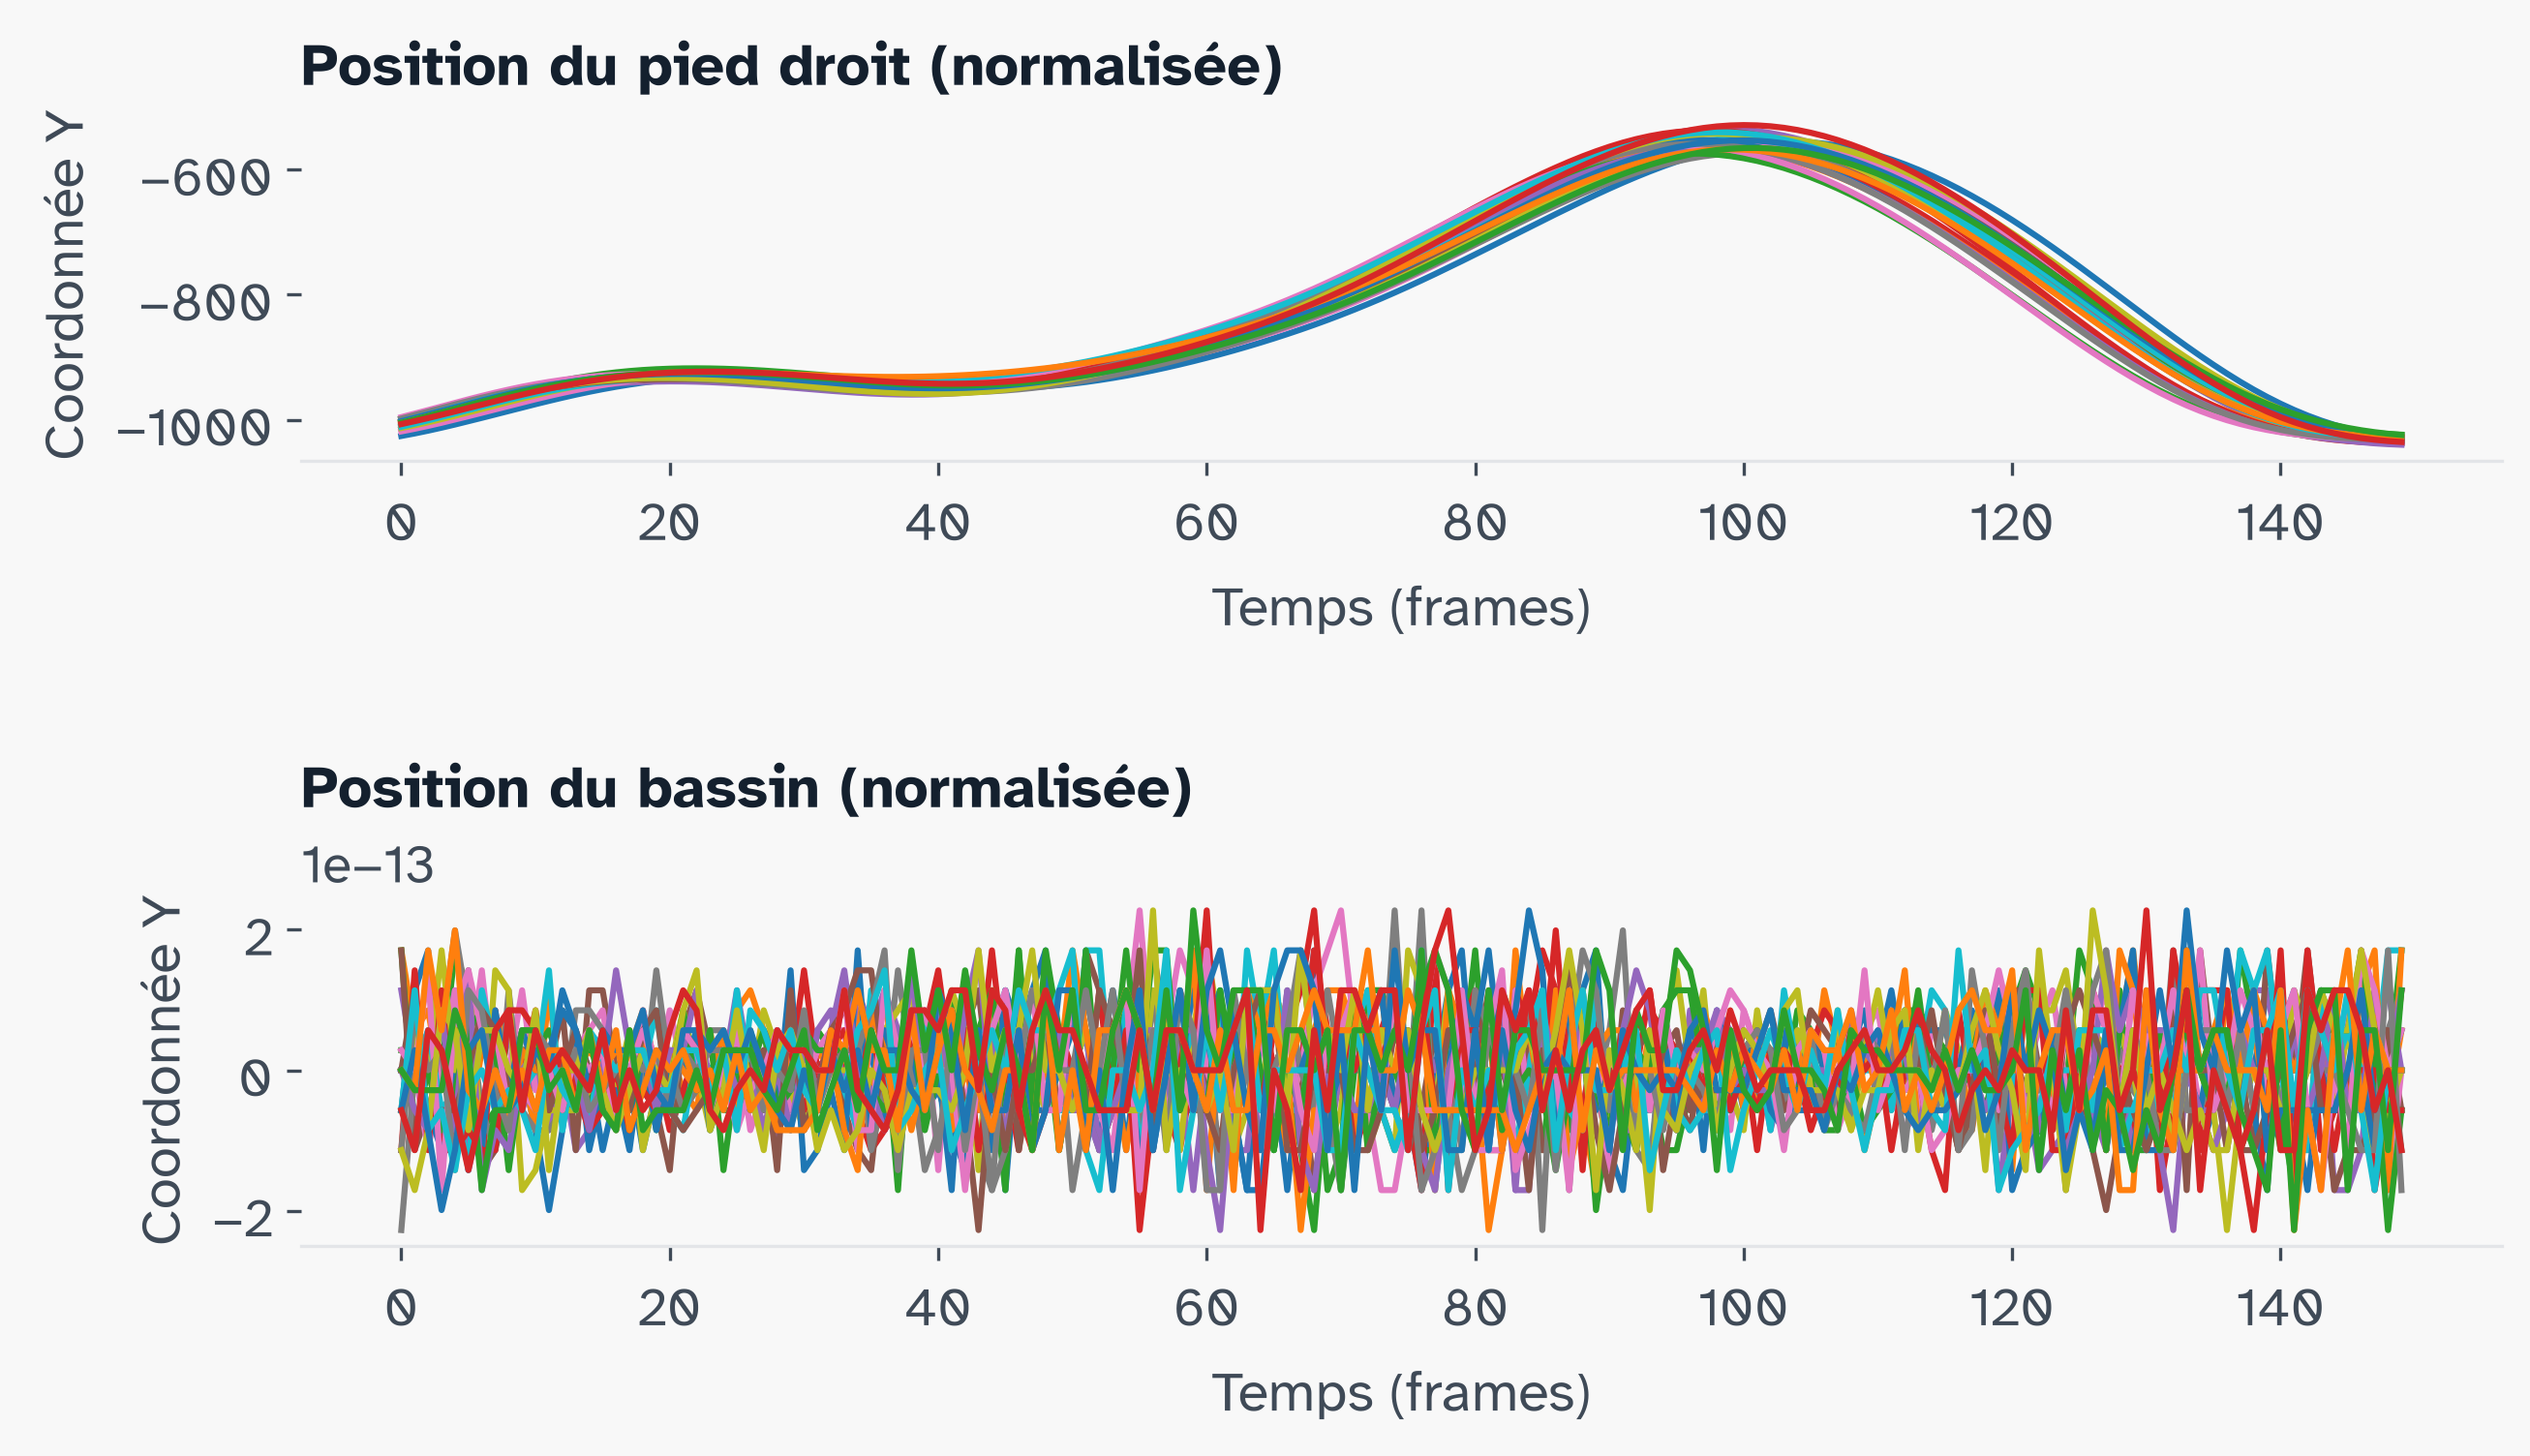 Position du pied droit (normalisée)
Coordonnée Y
−600
−800
−1000
0 20 40 60 80 100 120 140
Temps (frames)
Position du bassin (normalisée)
1e−13
Coordonnée Y
2
0
−2
0 20 40 60 80 100 120 140
Temps (frames)